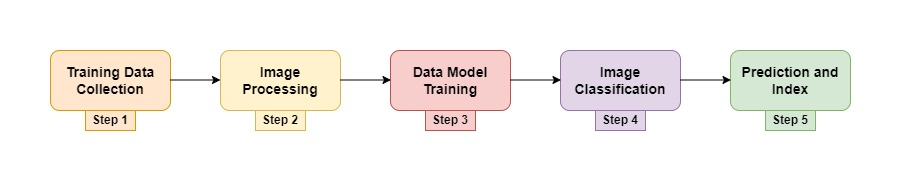 Training Data
Collection
Step 1
Image
Processing
Step 2
Data Model
Training
Step 3
Image
Classification
Step 4
Prediction and
Index
Step 5